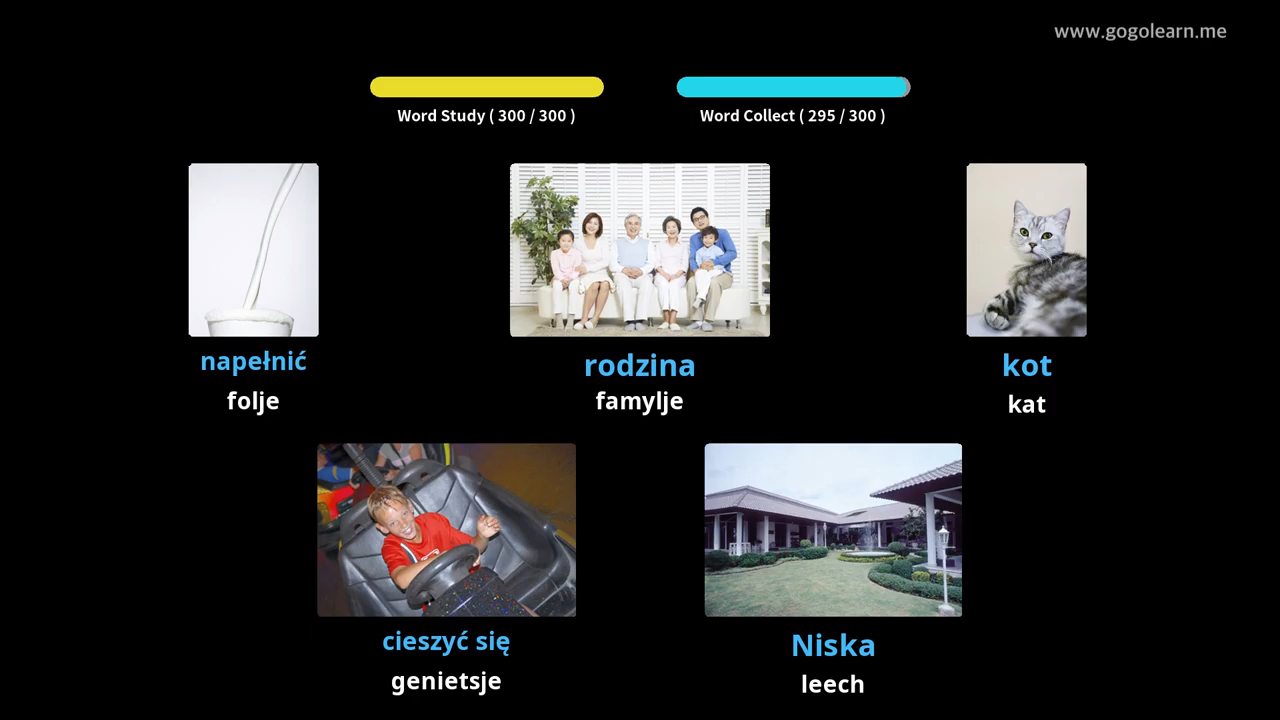 www.gogolearn.me
Word Study ( 300 / 300 )
Word Collect ( 295 / 300 )
napełnić
folje
rodzina
famylje
kot
kat
cieszyć się
genietsje
Niska
leech